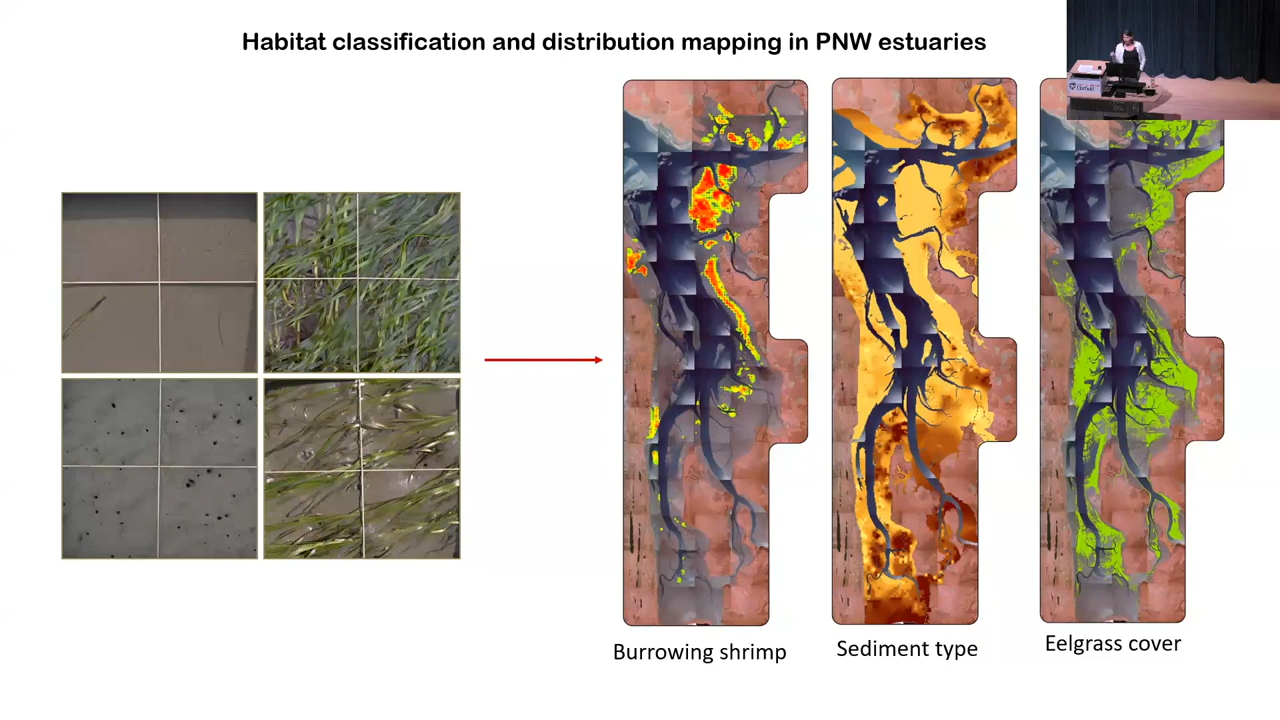 Habitat classification and distribution mapping in PNW estuaries
Burrowing shrimp
Sediment type
Eelgrass cover